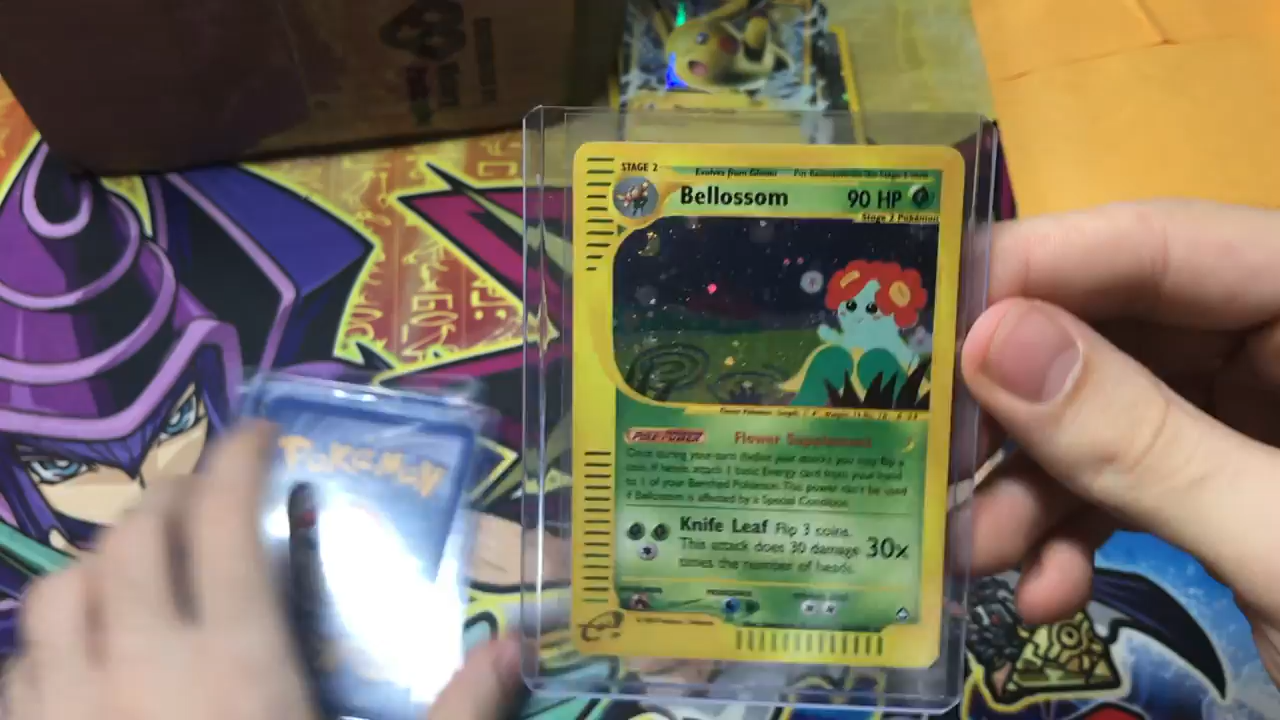 STAGE 2
Evolves from Gloom
Bellossom
90 HP
Stage 2 Pokémon
POKÉ-POWER
Flower Supplement
Once during your turn (before your attack), you may flip a
coin. If heads, attach 1 basic Energy card from your hand
to 1 of your Benched Pokémon. This power can't be used
if Bellossom is affected by a Special Condition.
Knife Leaf Flip 3 coins.
This attack does 30 damage
times the number of heads.
30x
e
POKéMON